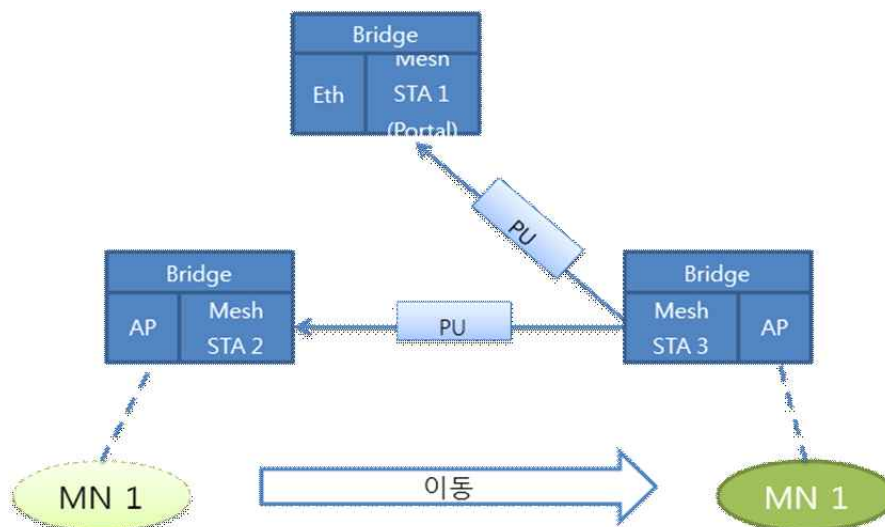 Bridge
Eth
Mesh
STA 1
(Portal)
PU
Bridge
AP
Mesh
STA 2
PU
Bridge
Mesh
STA 3
AP
MN 1
이동
MN 1